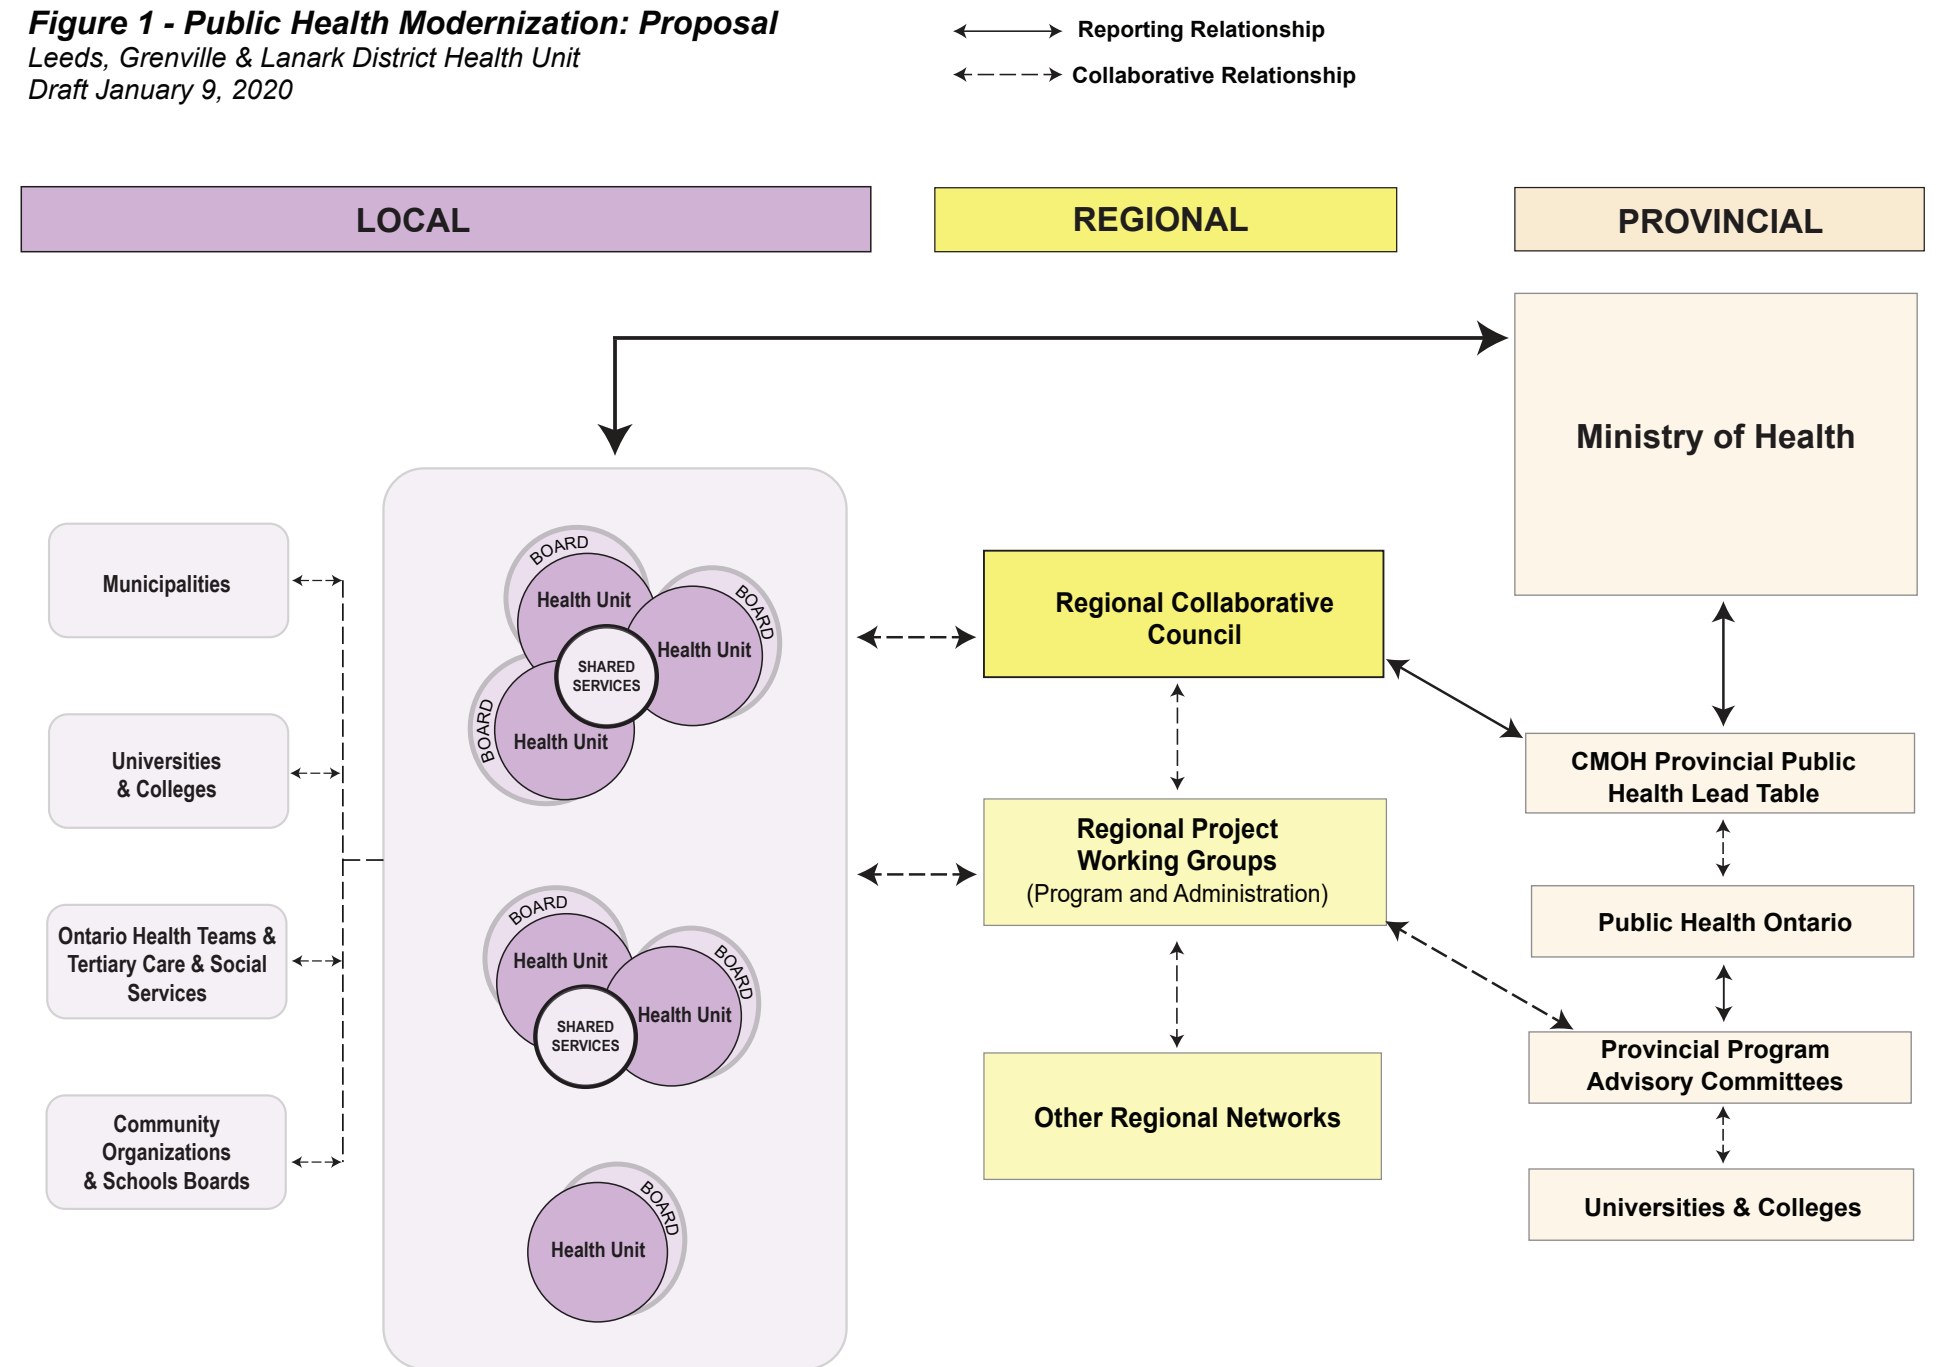 Figure 1 - Public Health Modernization: Proposal
Leeds, Grenville & Lanark District Health Unit
Draft January 9, 2020
Reporting Relationship
Collaborative Relationship
LOCAL
REGIONAL
PROVINCIAL
Ministry of Health
Municipalities
Universities
& Colleges
Ontario Health Teams &
Tertiary Care & Social
Services
Community
Organizations
& Schools Boards
BOARD
Health Unit
BOARD
Health Unit
SHARED
SERVICES
BOARD
Health Unit
BOARD
Health Unit
BOARD
Health Unit
SHARED
SERVICES
BOARD
Health Unit
Regional Collaborative
Council
Regional Project
Working Groups
(Program and Administration)
Other Regional Networks
CMOH Provincial Public
Health Lead Table
Public Health Ontario
Provincial Program
Advisory Committees
Universities & Colleges